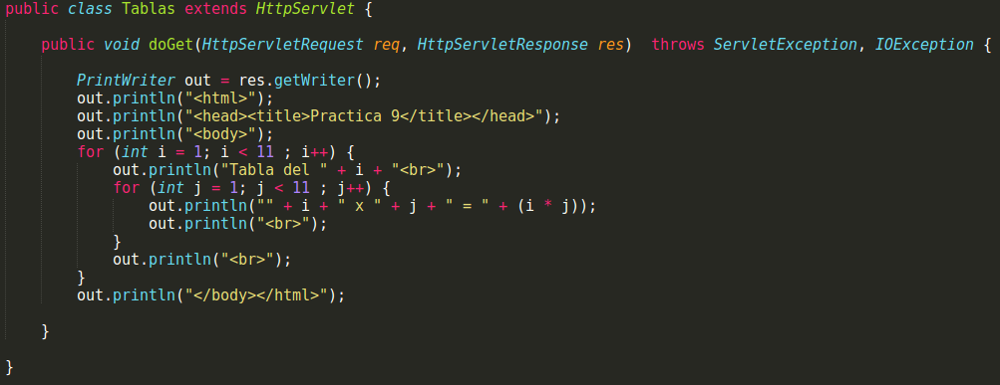 public class Tablas extends HttpServlet {
public void doGet(HttpServletRequest req, HttpServletResponse res)  throws ServletException, IOException {
PrintWriter out = res.getWriter();
out.println("<html>");
out.println("<head><title>Practica 9</title></head>");
out.println("<body>");
for (int i = 1; i < 11 ; i++) {
out.println("Tabla del " + i + "<br>");
for (int j = 1; j < 11 ; j++) {
out.println("" + i + " x " + j + " = " + (i * j));
out.println("<br>");
}
out.println("<br>");
}
out.println("</body></html>");
}
}